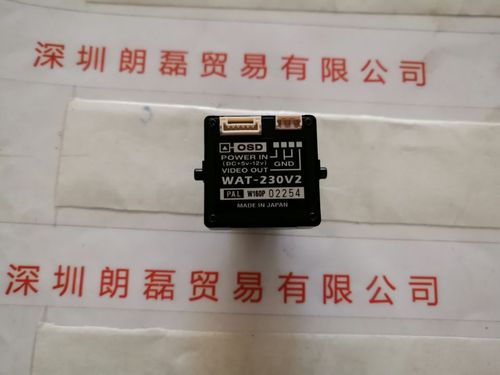 深圳朗磊贸易有限公司
OSD
POWER IN
(DC+5v-12v)
GND
VIDEO OUT
WAT-230V2
PAL W160P 02254
MADE IN JAPAN
深圳朗磊贸易有限公司